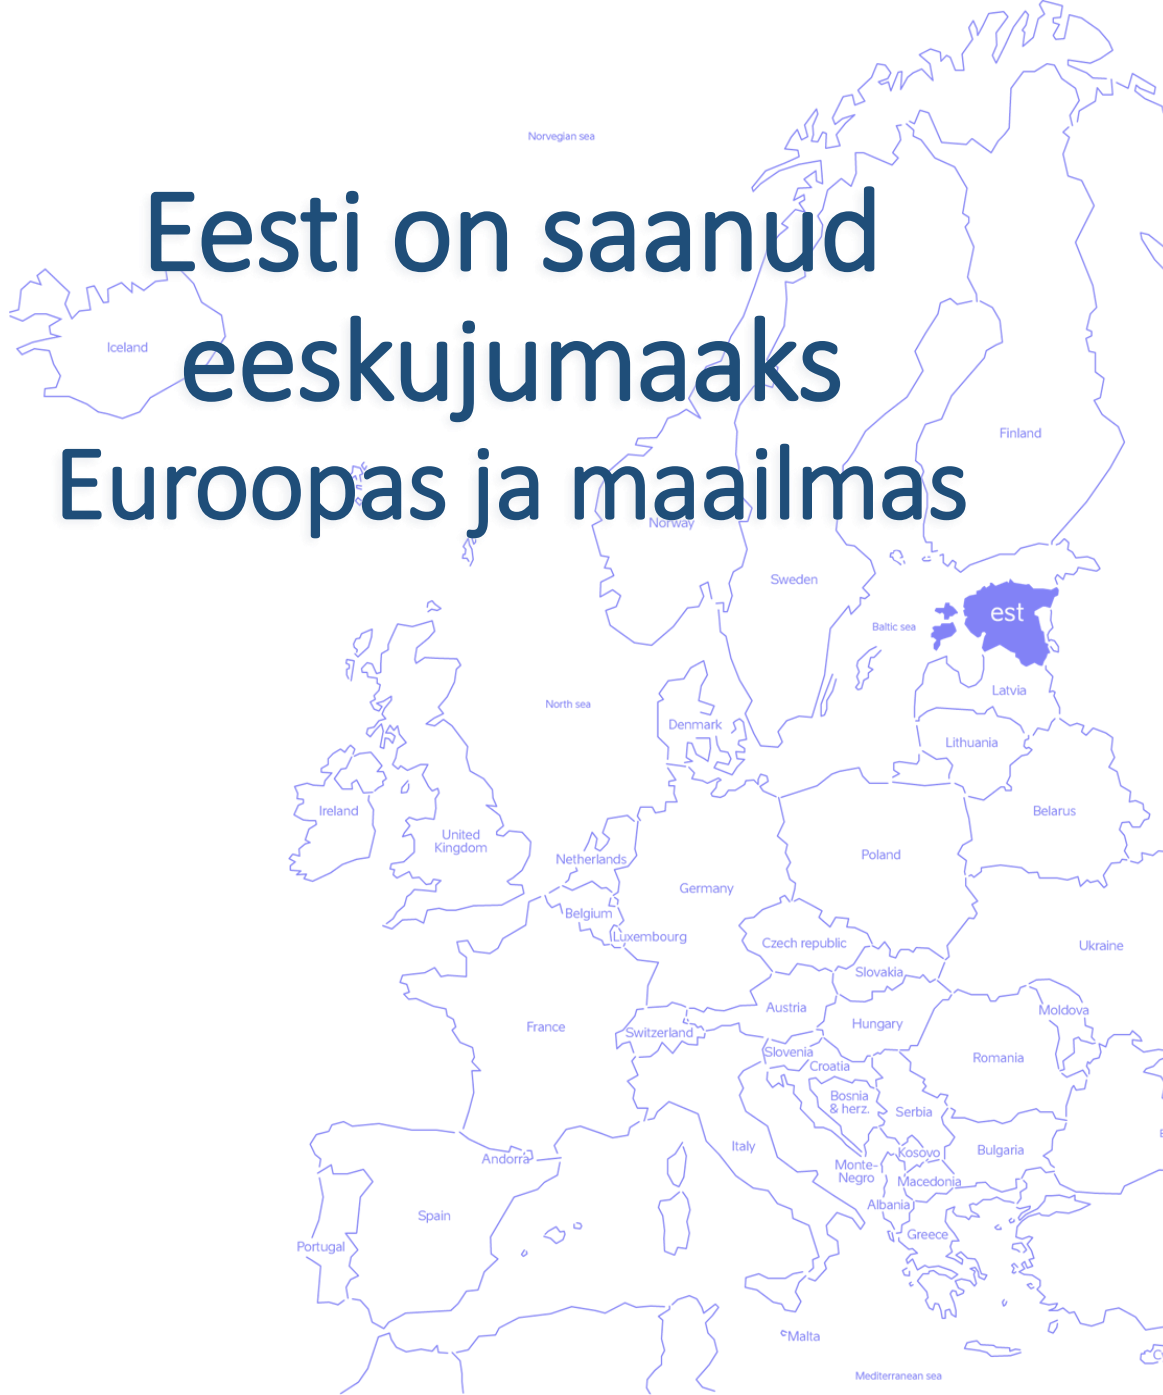 Norwegian sea
Eesti on saanud
eeskujumaaks
Euroopas ja maailmas
Iceland
Finland
Norway
Sweden
est
Baltic sea
Latvia
North sea
Denmark
Lithuania
Ireland
Belarus
United
Kingdom
Netherlands
Poland
Germany
Belgium
Luxembourg
Czech republic
Ukraine
Slovakia
Austria
Moldova
France
Switzerland
Hungary
Slovenia
Croatia
Romania
Bosnia
& herz.
Serbia
Italy
Kosovo
Bulgaria
Andorra
Monte-
Negro
Macedonia
Albania
Spain
Greece
Portugal
Malta
Mediterranean sea